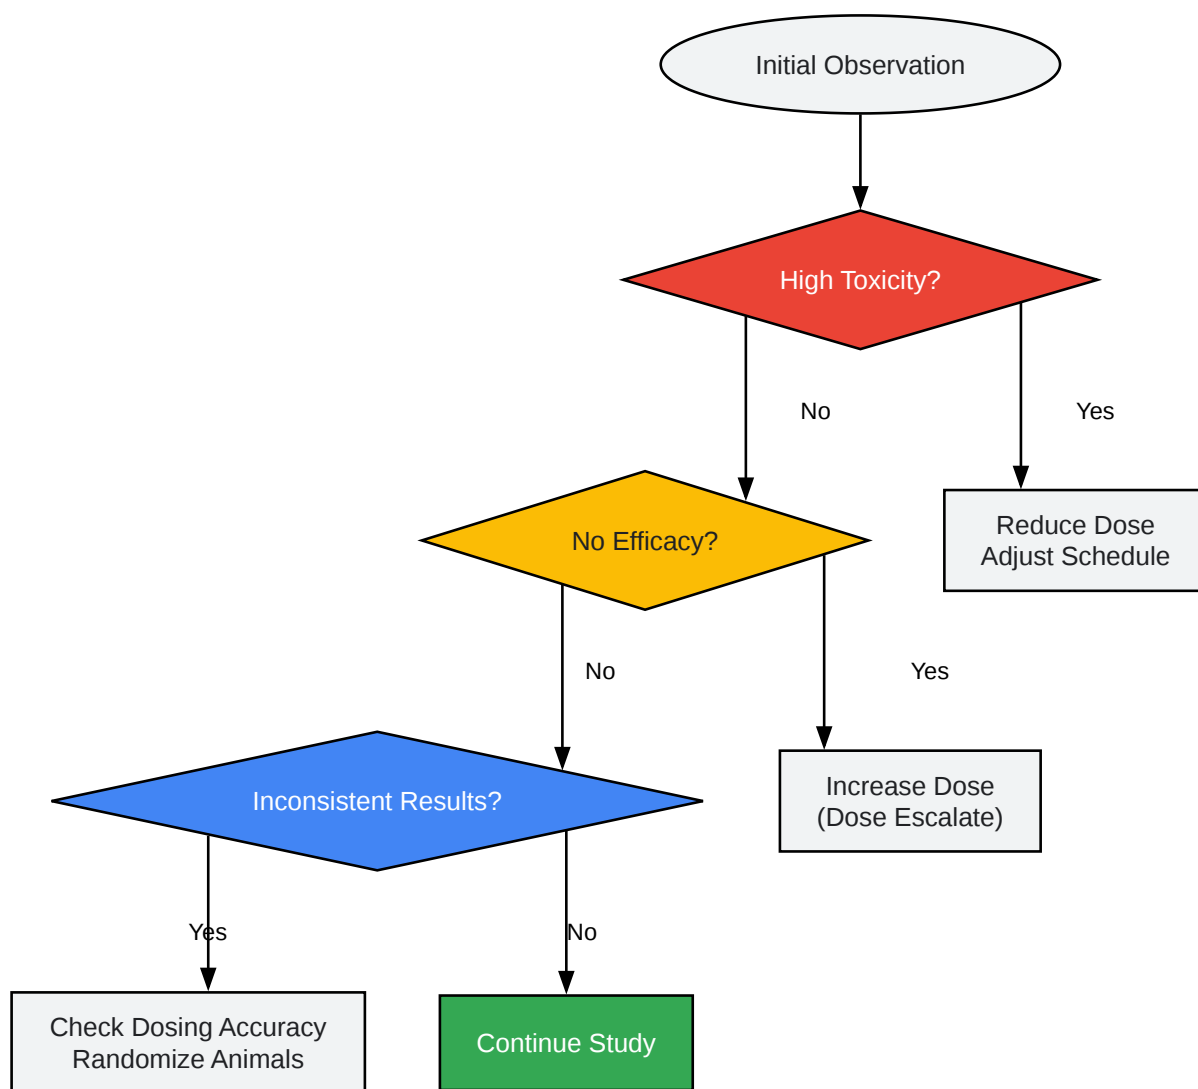 Initial Observation
High Toxicity?
No
Yes
Reduce Dose
Adjust Schedule
No Efficacy?
No
Yes
Increase Dose
(Dose Escalate)
Inconsistent Results?
Yes
No
Check Dosing Accuracy
Randomize Animals
Continue Study